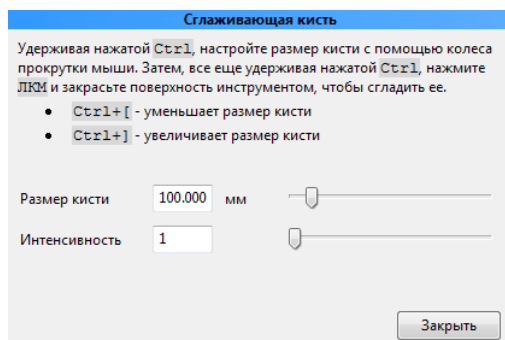 Сглаживающая кисть
Удерживая нажатой Ctrl, настройте размер кисти с помощью колеса
прокрутки мыши. Затем, все еще удерживая нажатой Ctrl, нажмите
ЛКМ и закрасьте поверхность инструментом, чтобы сгладить ее.
• Ctrl+[ - уменьшает размер кисти
• Ctrl+] - увеличивает размер кисти
Размер кисти 100.000 мм
Интенсивность 1
Закрыть